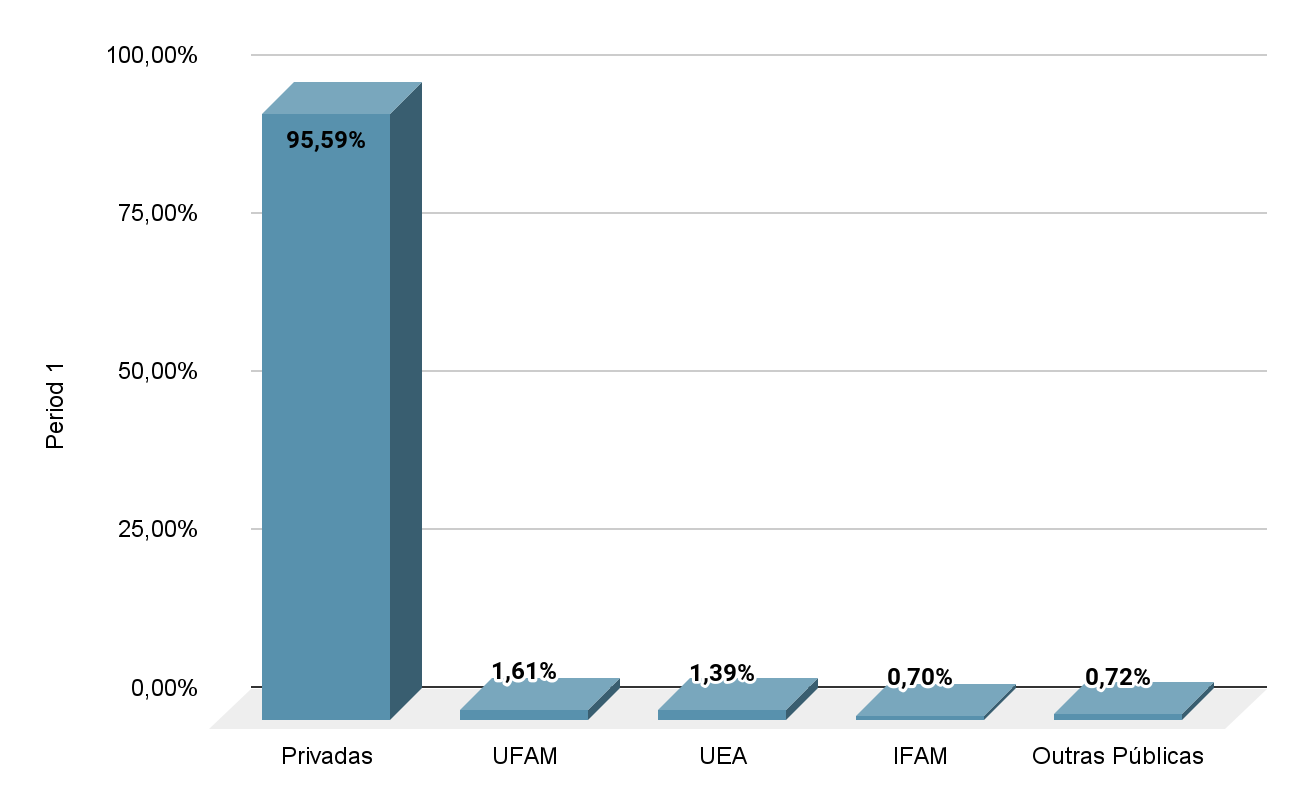 100,00%
95,59%
75,00%
50,00%
Period 1
25,00%
0,00%
1,61%
1,39%
0,70%
0,72%
Privadas
UFAM
UEA
IFAM
Outras Públicas